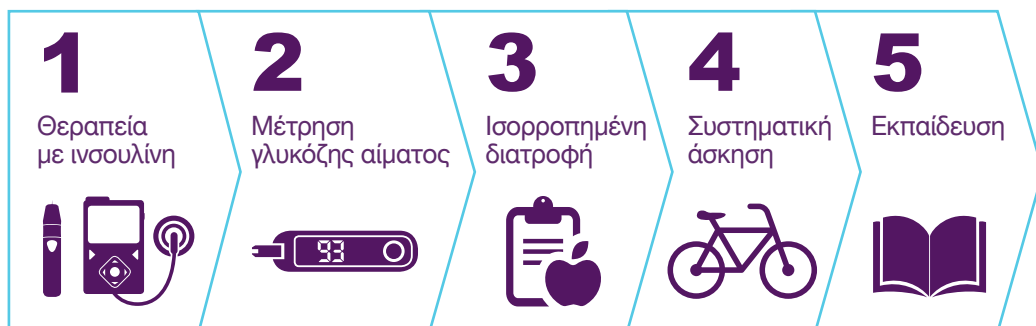 1
Θεραπεία
με ινσουλίνη
2
Μέτρηση
γλυκόζης αίματος
93
3
Ισορροπημένη
διατροφή
4
Συστηματική
άσκηση
5
Εκπαίδευση